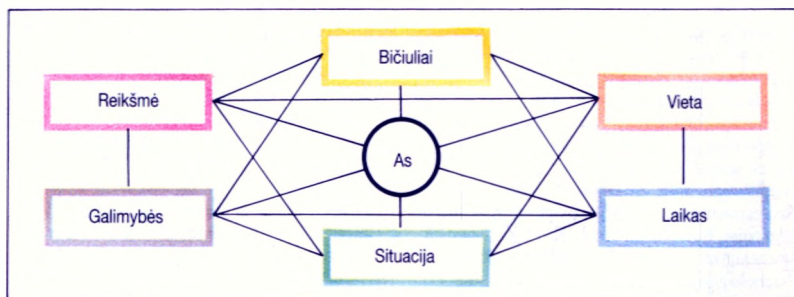 Bičiuliai
Reikšmė
Vieta
As
Galimybės
Laikas
Situacija